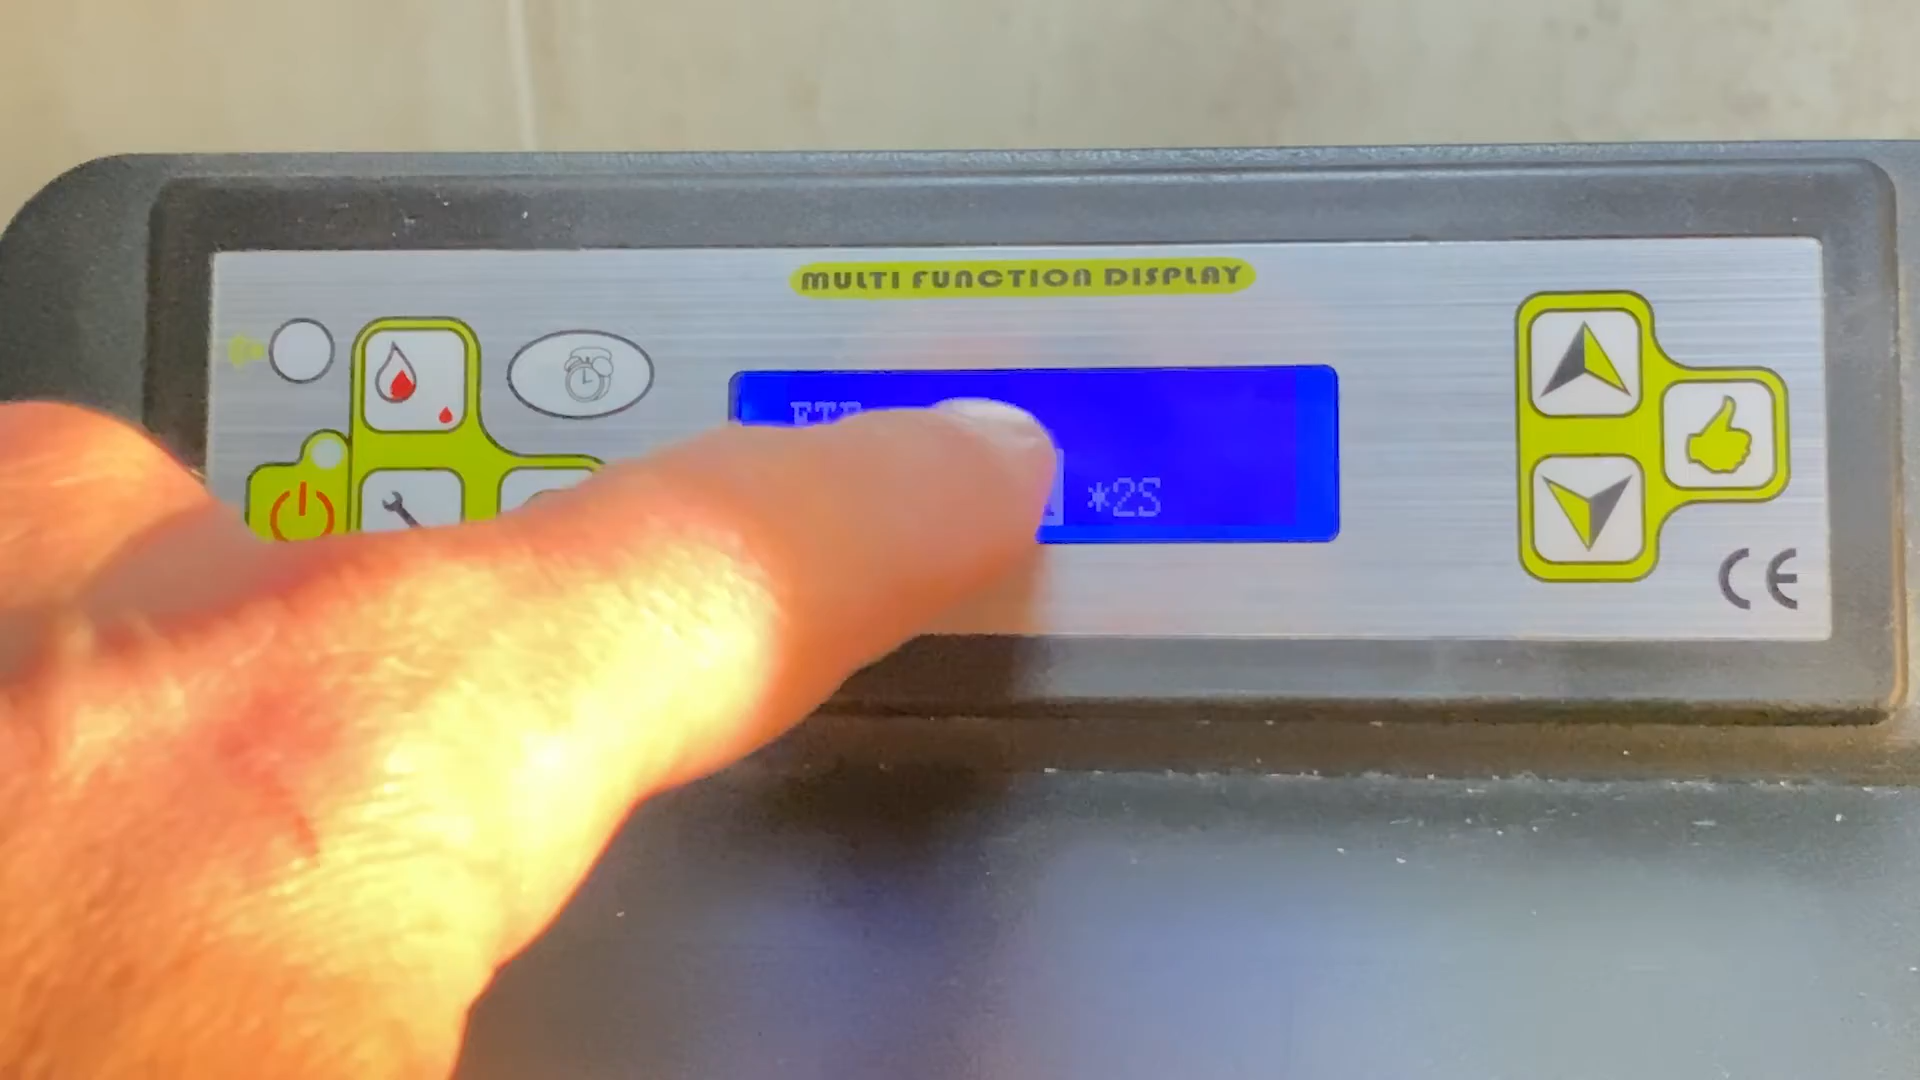 MULTI FUNCTION DISPLAY
*2S
CE